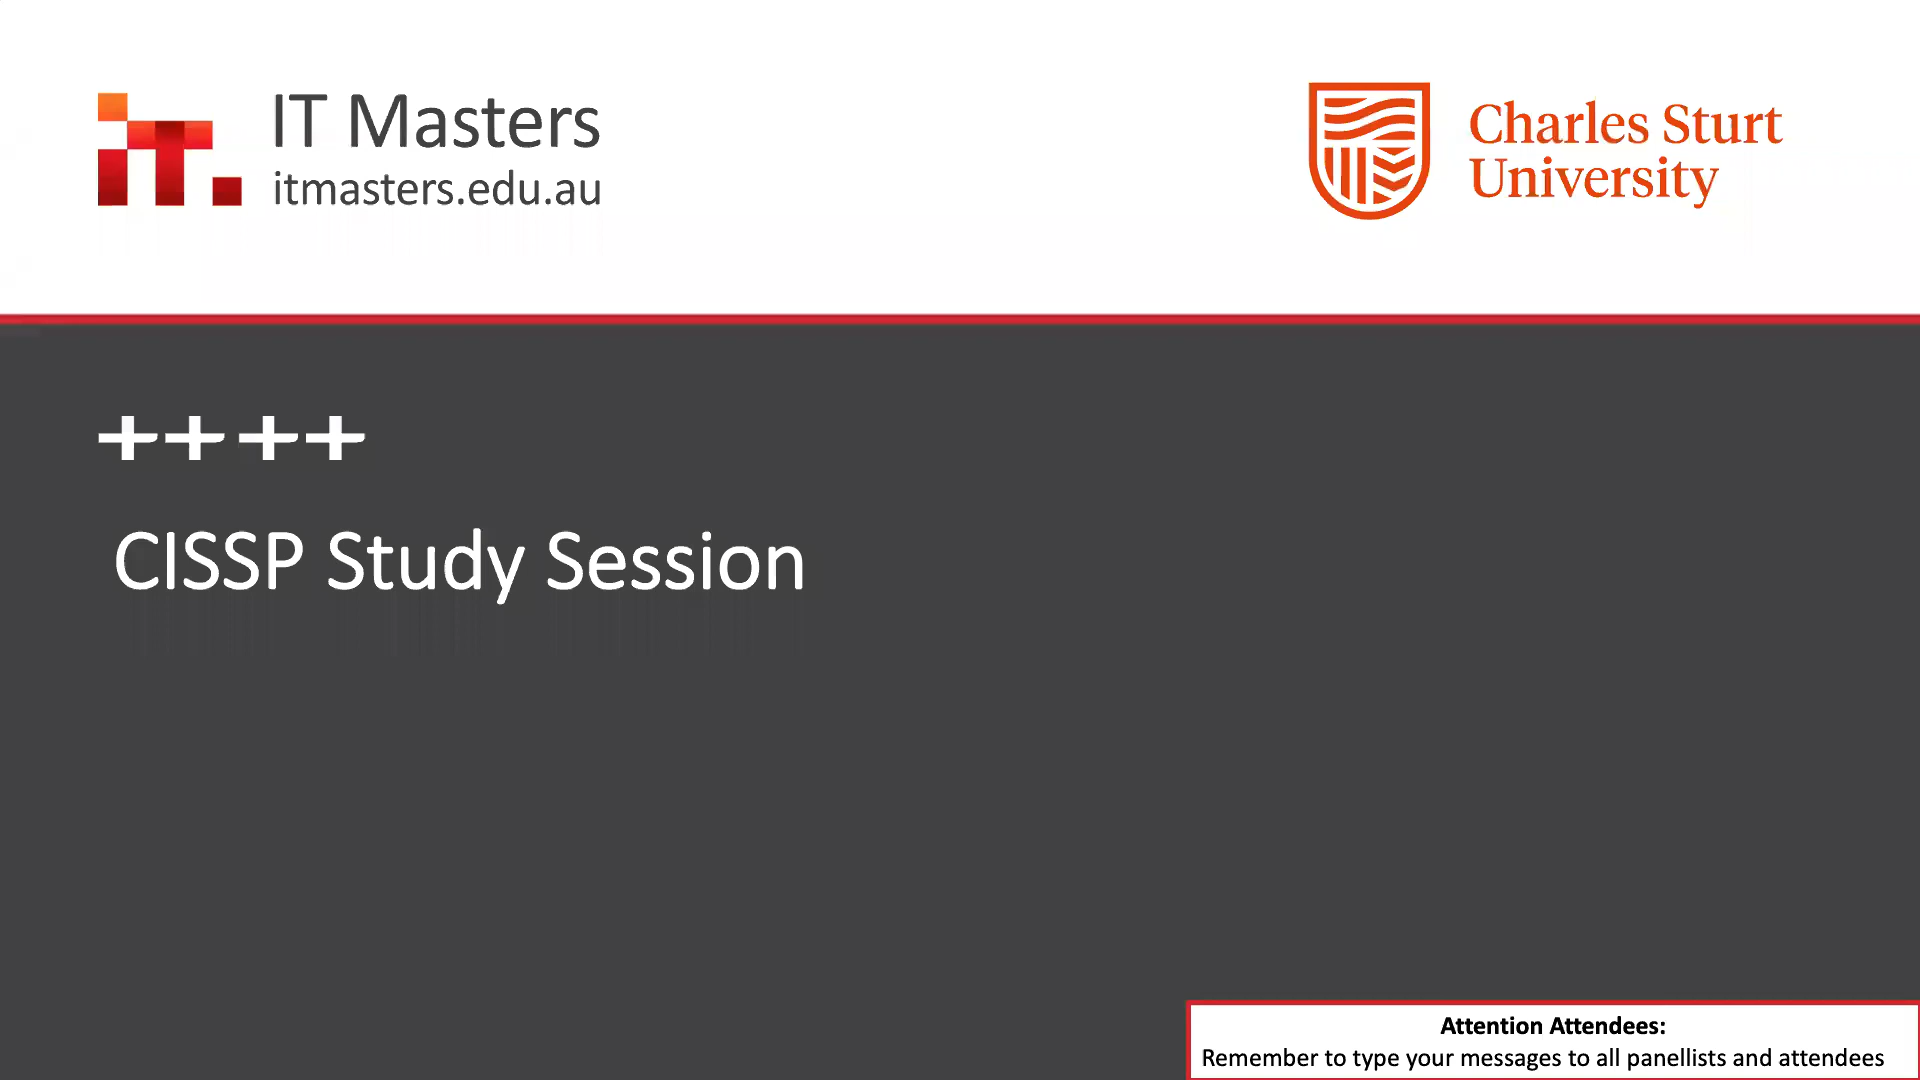 IT Masters
itmasters.edu.au
Charles Sturt
University
++++
CISSP Study Session
Attention Attendees:
Remember to type your messages to all panellists and attendees